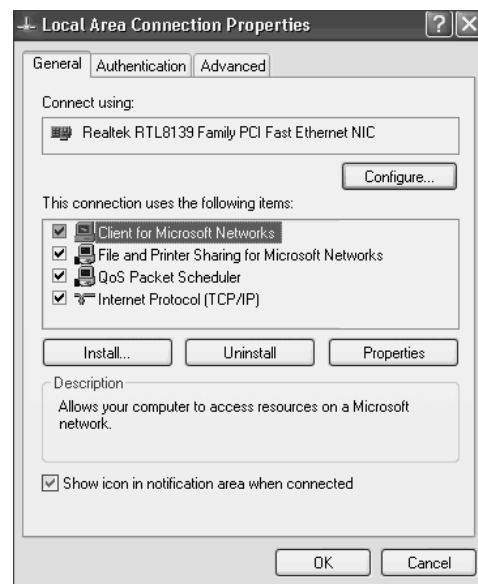 Local Area Connection Properties
General Authentication Advanced
Connect using:
Realtek RTL8139 Family PCI Fast Ethernet NIC
Configure...
This connection uses the following items:
Client for Microsoft Networks
File and Printer Sharing for Microsoft Networks
QoS Packet Scheduler
Internet Protocol (TCP/IP)
Install... Uninstall Properties
Description
Allows your computer to access resources on a Microsoft
network.
Show icon in notification area when connected
OK Cancel